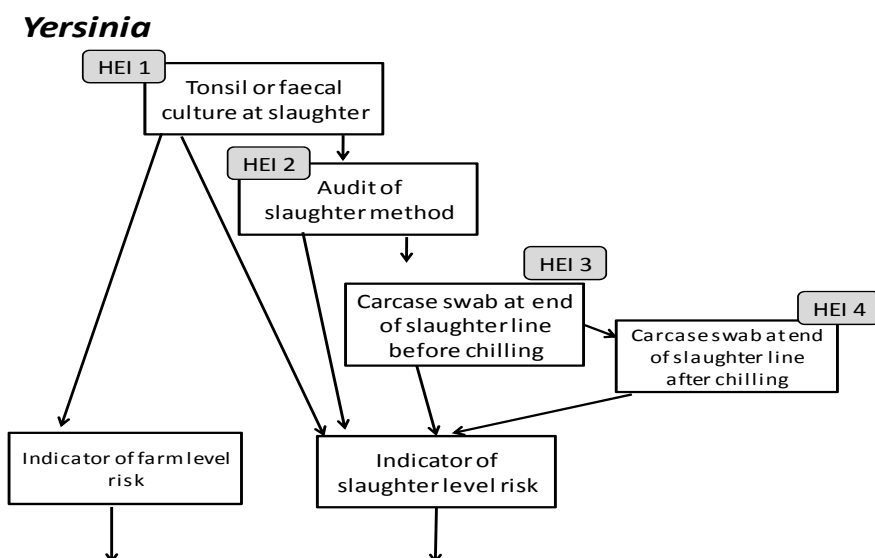 Yersinia
HEI 1
Tonsil or faecal
culture at slaughter
HEI 2
Audit of
slaughter method
HEI 3
Carcase swab at end
of slaughter line
before chilling
HEI 4
Carcase swab at end
of slaughter line
after chilling
Indicator of farm level
risk
Indicator of
slaughter level risk